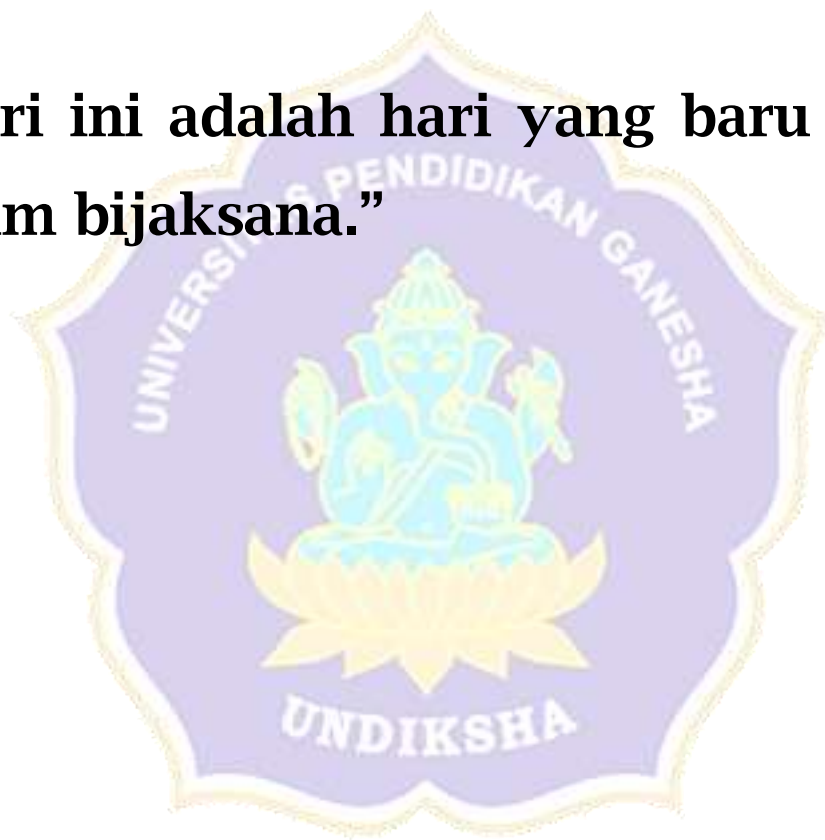 ri ini adalah hari yang baru
m bijaksana.”
UNIVERSITAS PENDIDIKAN GANESHA
UNDIKSHA